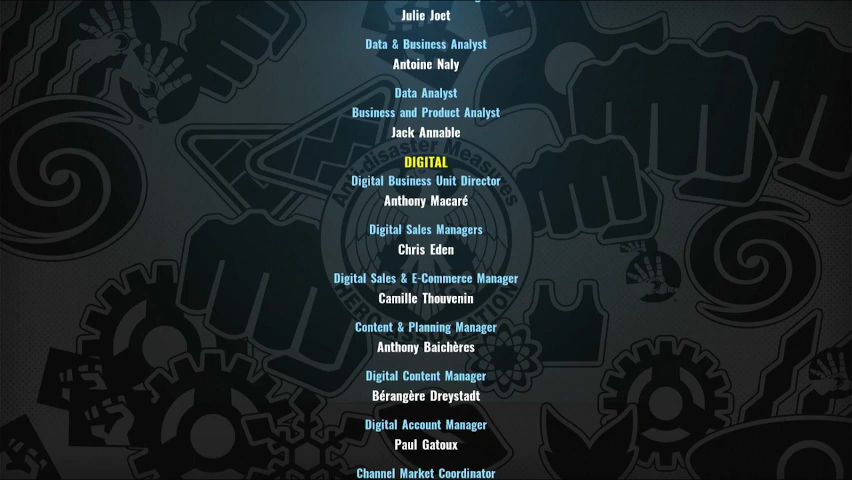 Julie Joet
Data & Business Analyst
Antoine Naly
Data Analyst
Business and Product Analyst
Jack Annable
DIGITAL
Digital Business Unit Director
Anthony Macaré
Digital Sales Managers
Chris Eden
Digital Sales & E-Commerce Manager
Camille Thouvenin
Content & Planning Manager
Anthony Baichères
Digital Content Manager
Bérangère Dreystadt
Digital Account Manager
Paul Gatoux
Channel Market Coordinator
Antidisaster Measures